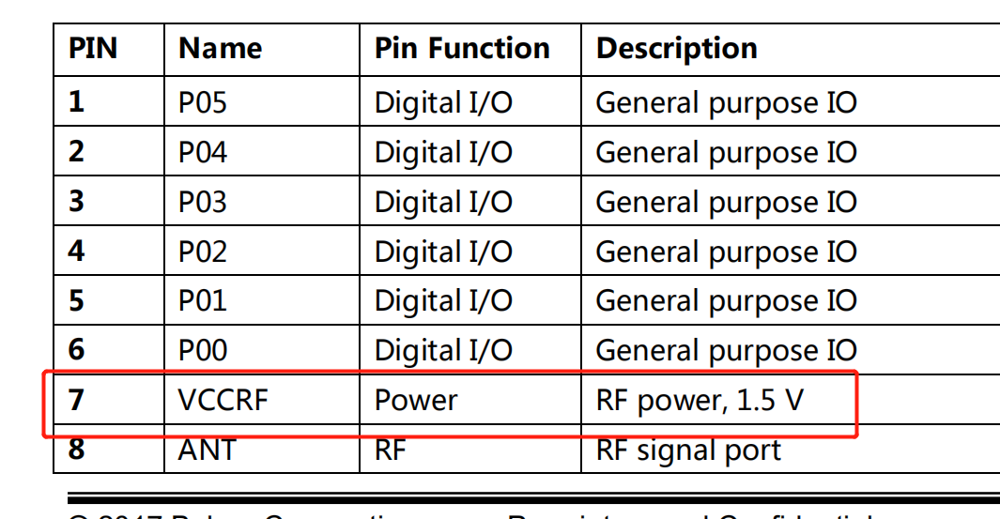 PIN Name Pin Function Description
1 P05 Digital I/O General purpose IO
2 P04 Digital I/O General purpose IO
3 P03 Digital I/O General purpose IO
4 P02 Digital I/O General purpose IO
5 P01 Digital I/O General purpose IO
6 P00 Digital I/O General purpose IO
7 VCCRF Power RF power, 1.5 V
8 ANT RF RF signal port